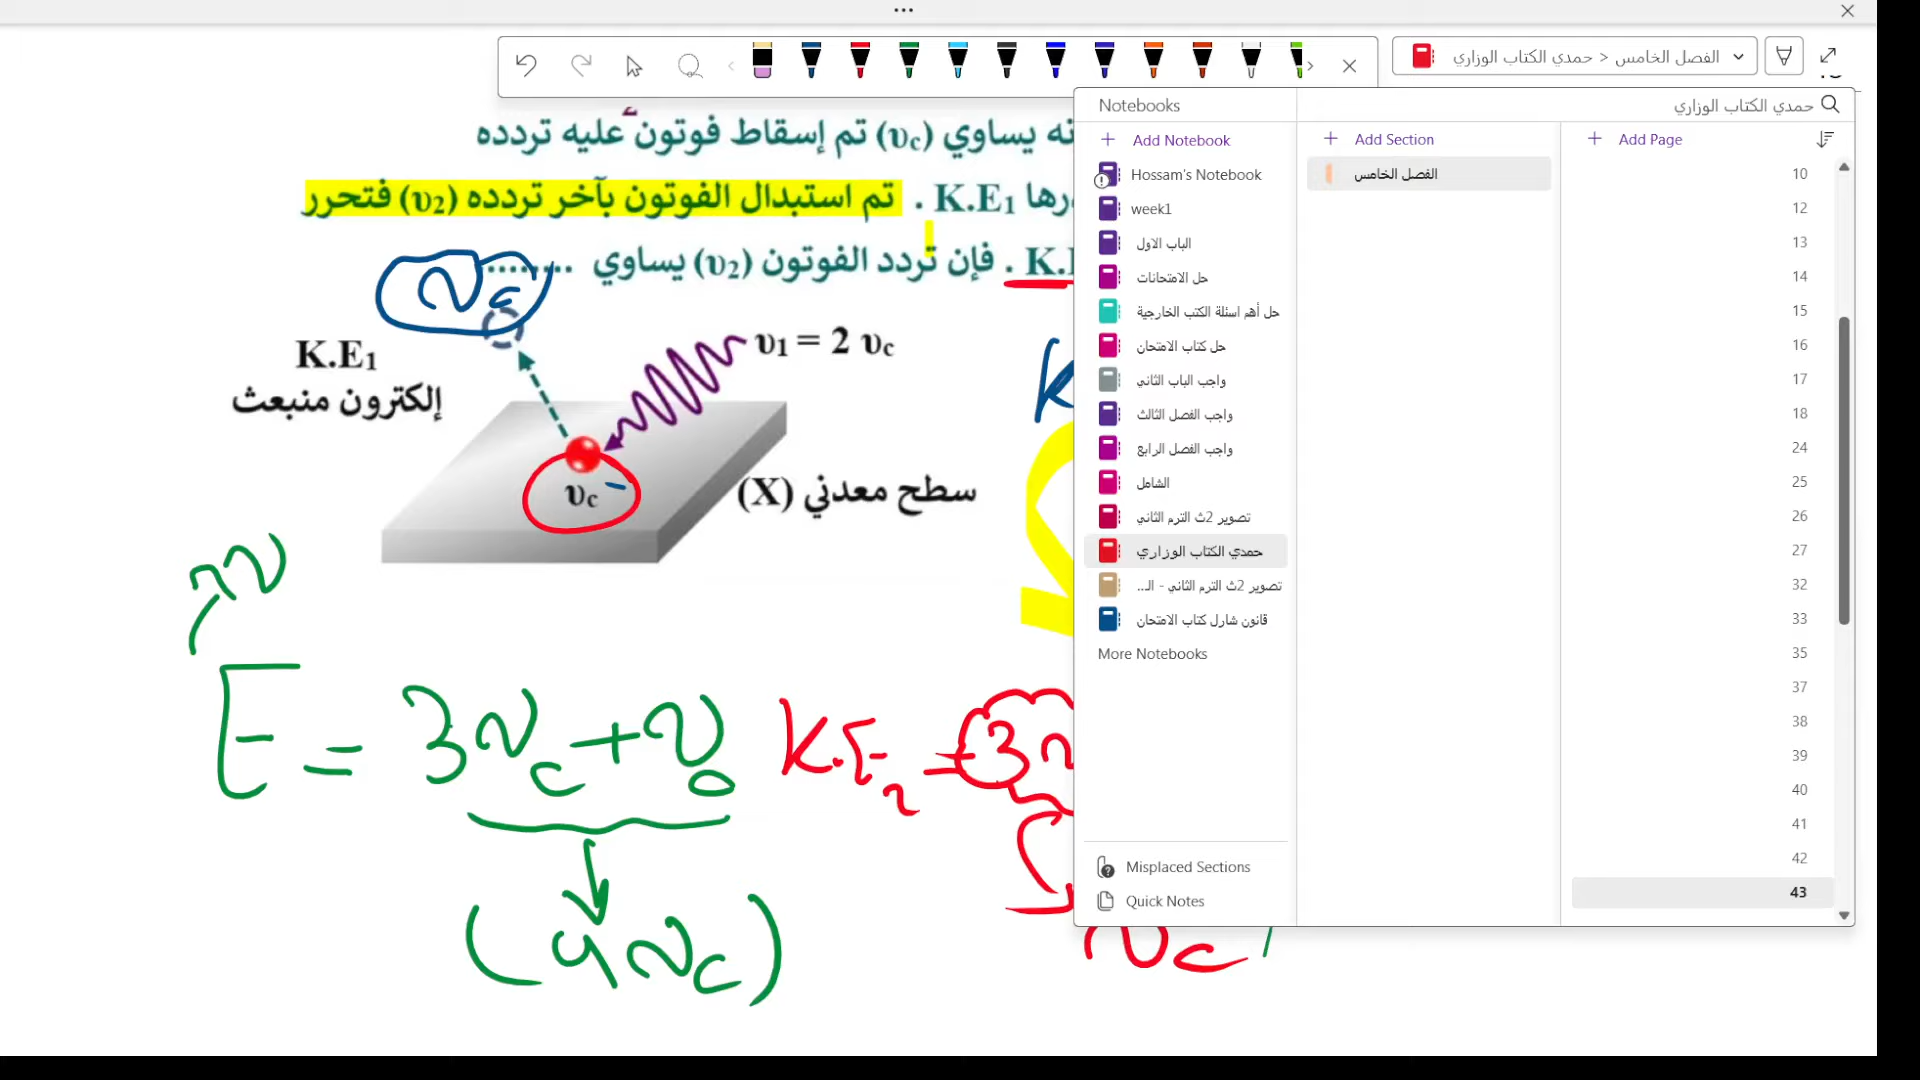 الفصل الخامس < حمدي الكتاب الوزاري
نه يساوي (υc) تم إسقاط فوتون عليه تردده
رها K.E1 . تم استبدال الفوتون بآخر تردده (υ2) فتحرر
K.E . فإن تردد الفوتون (υ2) يساوي ........
υc
K.E1
إلكترون منبعث
υ1 = 2 υc
υc
سطح معدني (X)
E = 3υc + υ0
K.E2 = 3υ
(4υc)
υc
Notebooks
Add Notebook
Hossam's Notebook
week1
الباب الاول
حل الامتحانات
حل أهم اسئلة الكتب الخارجية
حل كتاب الامتحان
واجب الباب الثاني
واجب الفصل الثالث
واجب الفصل الرابع
الشامل
تصوير 2ث الترم الثاني
حمدي الكتاب الوزاري
تصوير 2ث الترم الثاني - الـ...
قانون شارل كتاب الامتحان
More Notebooks
Misplaced Sections
Quick Notes
Add Section
الفصل الخامس
حمدي الكتاب الوزاري
Add Page
10
12
13
14
15
16
17
18
24
25
26
27
32
33
35
37
38
39
40
41
42
43